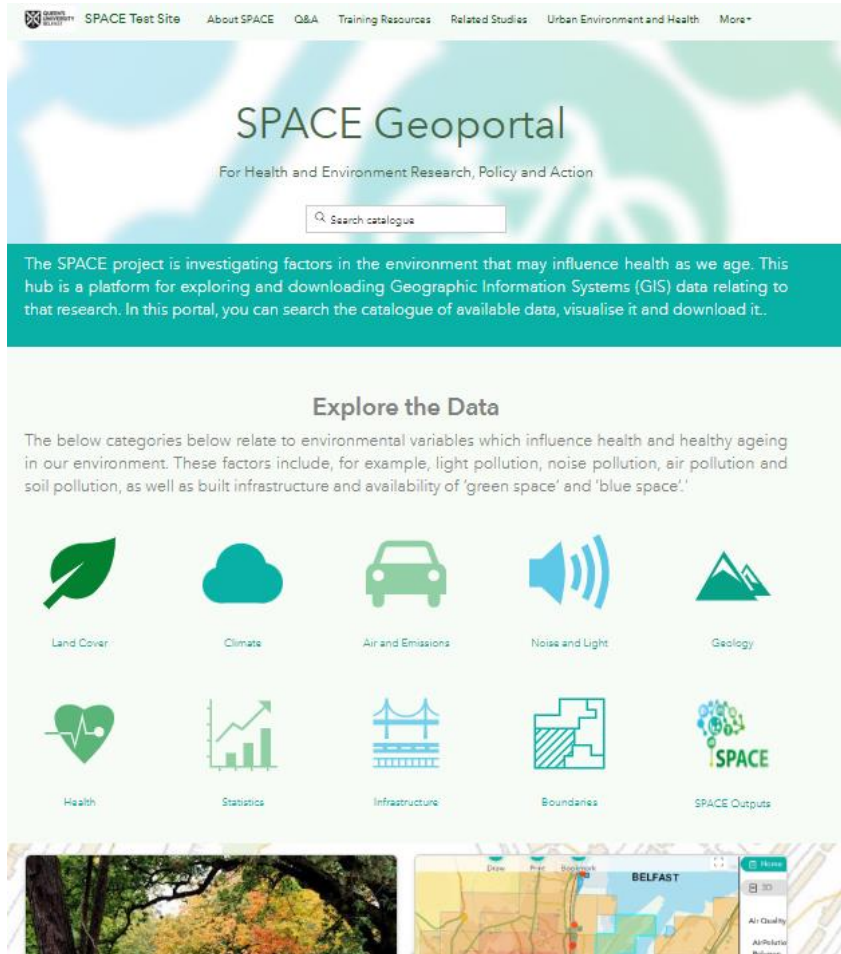 QUEEN'S
UNIVERSITY
BELFAST
SPACE Test Site About SPACE Q&A Training Resources Related Studies Urban Environment and Health More
SPACE Geoportal
For Health and Environment Research, Policy and Action
Search catalogue
The SPACE project is investigating factors in the environment that may influence health as we age. This
hub is a platform for exploring and downloading Geographic Information Systems (GIS) data relating to
that research. In this portal, you can search the catalogue of available data, visualise it and download it..
Explore the Data
The below categories below relate to environmental variables which influence health and healthy ageing
in our environment. These factors include, for example, light pollution, noise pollution, air pollution and
soil pollution, as well as built infrastructure and availability of 'green space' and 'blue space'.'
Land Cover Climate Air and Emissions Noise and Light Geology
SPACE
Health Statistics Infrastructure Boundaries SPACE Outputs
Draw Print Bookmark
BELFAST
Home
3D
Air Quality